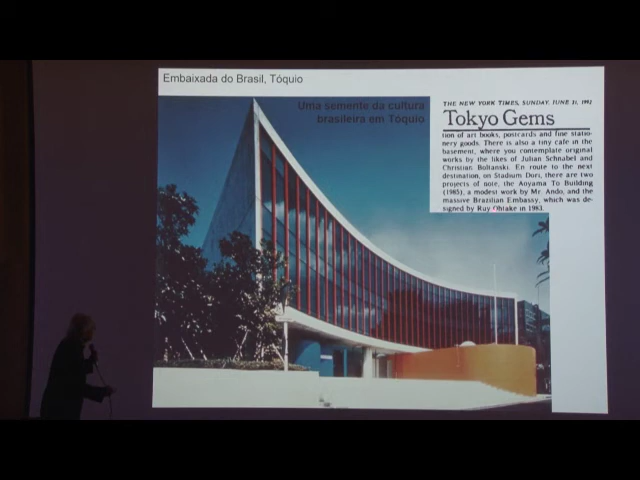 Embaixada do Brasil, Tóquio
Uma semente da cultura
brasileira em Tóquio
THE NEW YORK TIMES, SUNDAY, JUNE 21, 1992
Tokyo Gems
tion of art books, postcards and fine statio-
nery goods. There is also a tiny cafe in the
basement, where you contemplate original
works by the likes of Julian Schnabel and
Christian Boltanski. En route to the next
destination, on Stadium Dori, there are two
projects of note, the Aoyama To Building
(1985), a modest work by Mr. Ando, and the
massive Brazilian Embassy, which was de-
signed by Ruy Ohtake in 1983.